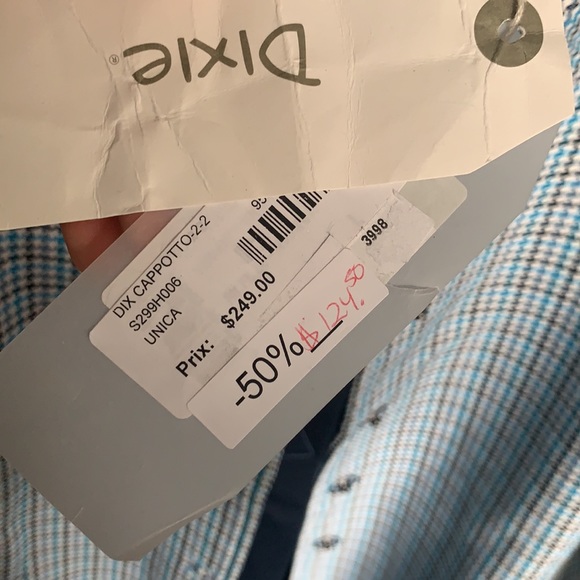 Dixie®
DIX CAPPOTTO-2-2
S299H006
UNICA
Prix: $249.00
3998
-50% $124.50